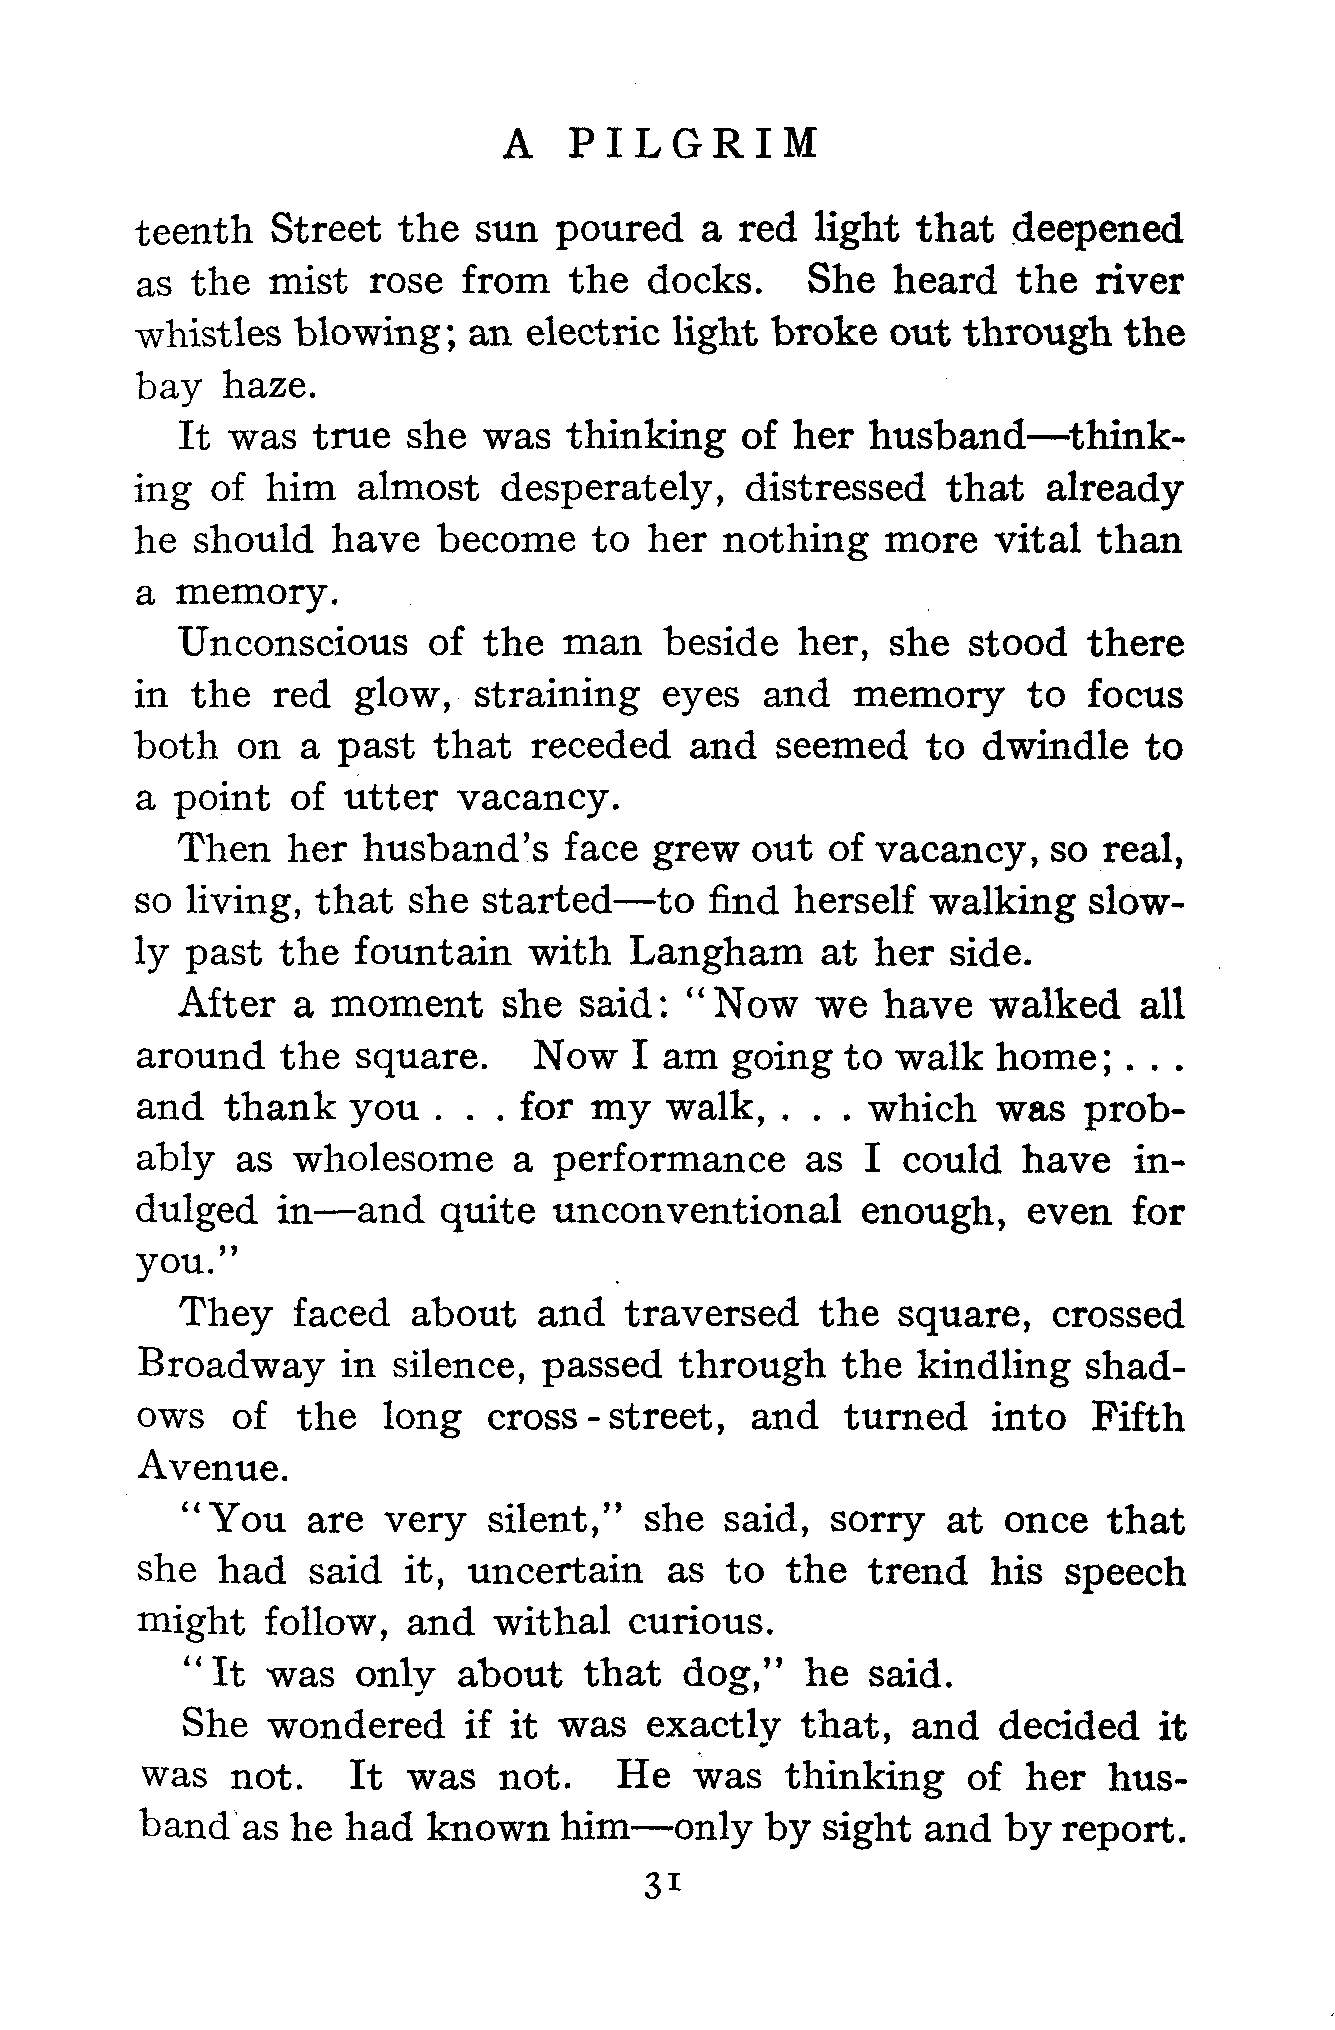 A PILGRIM
teenth Street the sun poured a red light that deepened
as the mist rose from the docks. She heard the river
whistles blowing; an electric light broke out through the
bay haze.
It was true she was thinking of her husband—think-
ing of him almost desperately, distressed that already
he should have become to her nothing more vital than
a memory.
Unconscious of the man beside her, she stood there
in the red glow, straining eyes and memory to focus
both on a past that receded and seemed to dwindle to
a point of utter vacancy.
Then her husband's face grew out of vacancy, so real,
so living, that she started—to find herself walking slow-
ly past the fountain with Langham at her side.
After a moment she said: "Now we have walked all
around the square. Now I am going to walk home; . . .
and thank you . . . for my walk, . . . which was prob-
ably as wholesome a performance as I could have in-
dulged in—and quite unconventional enough, even for
you."
They faced about and traversed the square, crossed
Broadway in silence, passed through the kindling shad-
ows of the long cross-street, and turned into Fifth
Avenue.
"You are very silent," she said, sorry at once that
she had said it, uncertain as to the trend his speech
might follow, and withal curious.
"It was only about that dog," he said.
She wondered if it was exactly that, and decided it
was not. It was not. He was thinking of her hus-
band as he had known him—only by sight and by report.
31